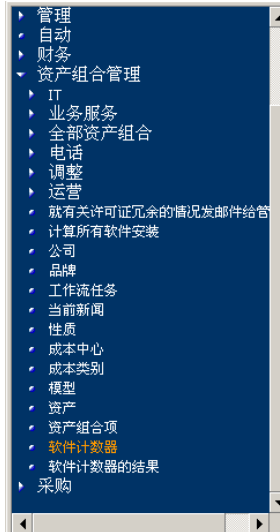 管理
自动
财务
资产组合管理
IT
业务服务
全部资产组合
电话
调整
运营
就有关许可证冗余的情况发邮件给管
计算所有软件安装
公司
品牌
工作流任务
当前新闻
性质
成本中心
成本类别
模型
资产
资产组合项
软件计数器
软件计数器的结果
采购